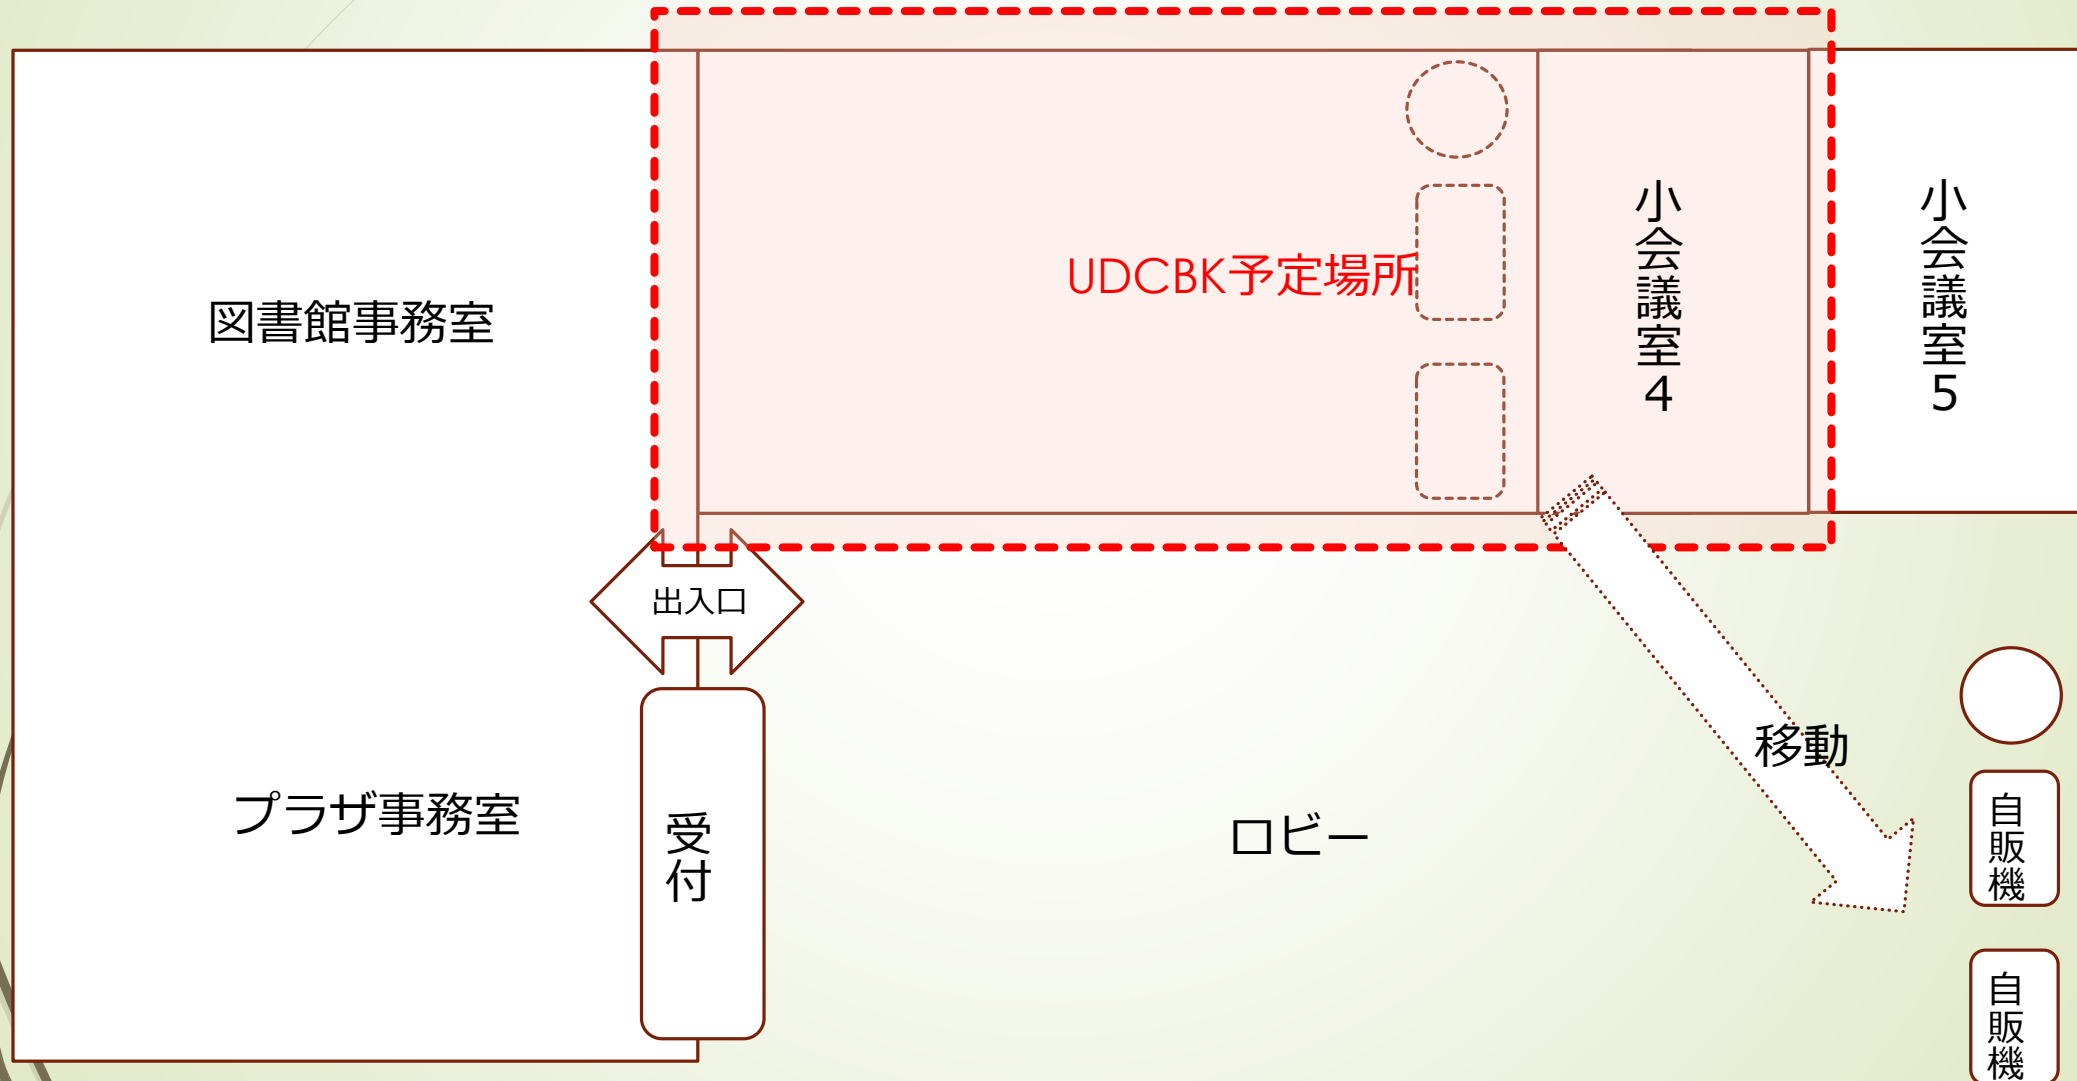 図書館事務室
UDCBK予定場所
小会議室4
小会議室5
出入口
移動
プラザ事務室
受付
ロビー
自販機
自販機